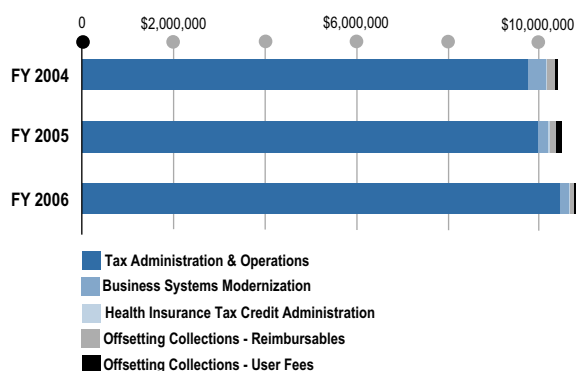 0 $2,000,000 $6,000,000 $10,000,000
FY 2004
FY 2005
FY 2006
Tax Administration & Operations
Business Systems Modernization
Health Insurance Tax Credit Administration
Offsetting Collections - Reimbursables
Offsetting Collections - User Fees